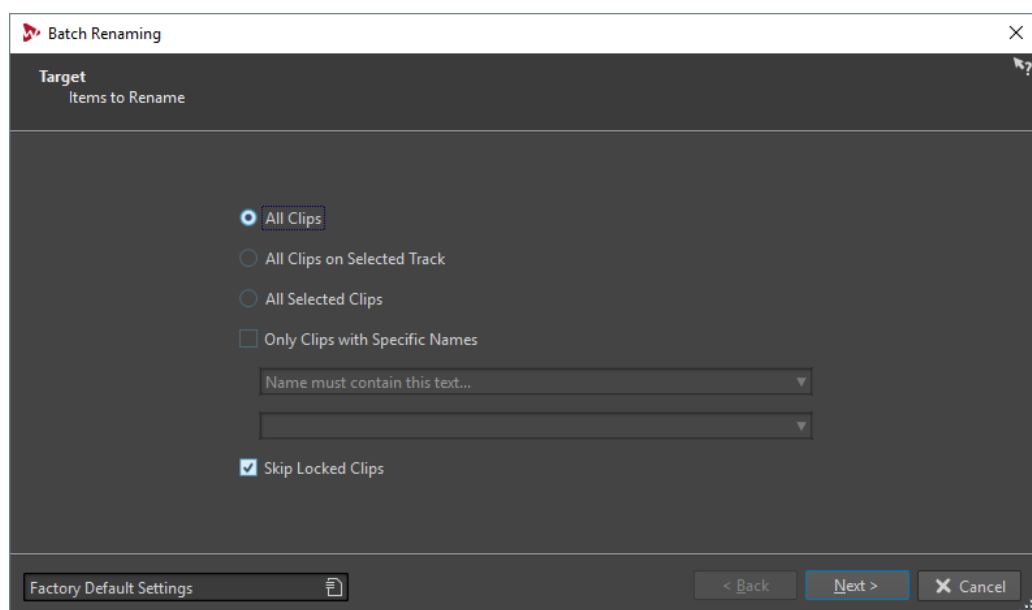 Batch Renaming
Target
Items to Rename
All Clips
All Clips on Selected Track
All Selected Clips
Only Clips with Specific Names
Name must contain this text...
Skip Locked Clips
Factory Default Settings
< Back
Next >
Cancel